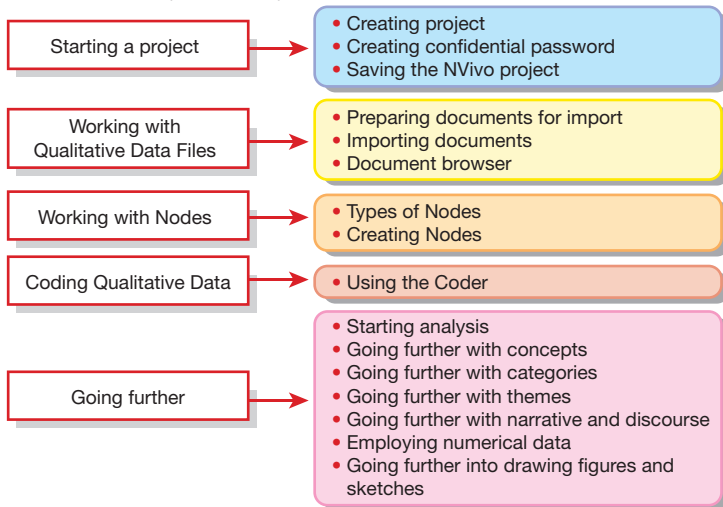 Starting a project
• Creating project
• Creating confidential password
• Saving the NVivo project
Working with
Qualitative Data Files
• Preparing documents for import
• Importing documents
• Document browser
Working with Nodes
• Types of Nodes
• Creating Nodes
Coding Qualitative Data
• Using the Coder
Going further
• Starting analysis
• Going further with concepts
• Going further with categories
• Going further with themes
• Going further with narrative and discourse
• Employing numerical data
• Going further into drawing figures and
sketches